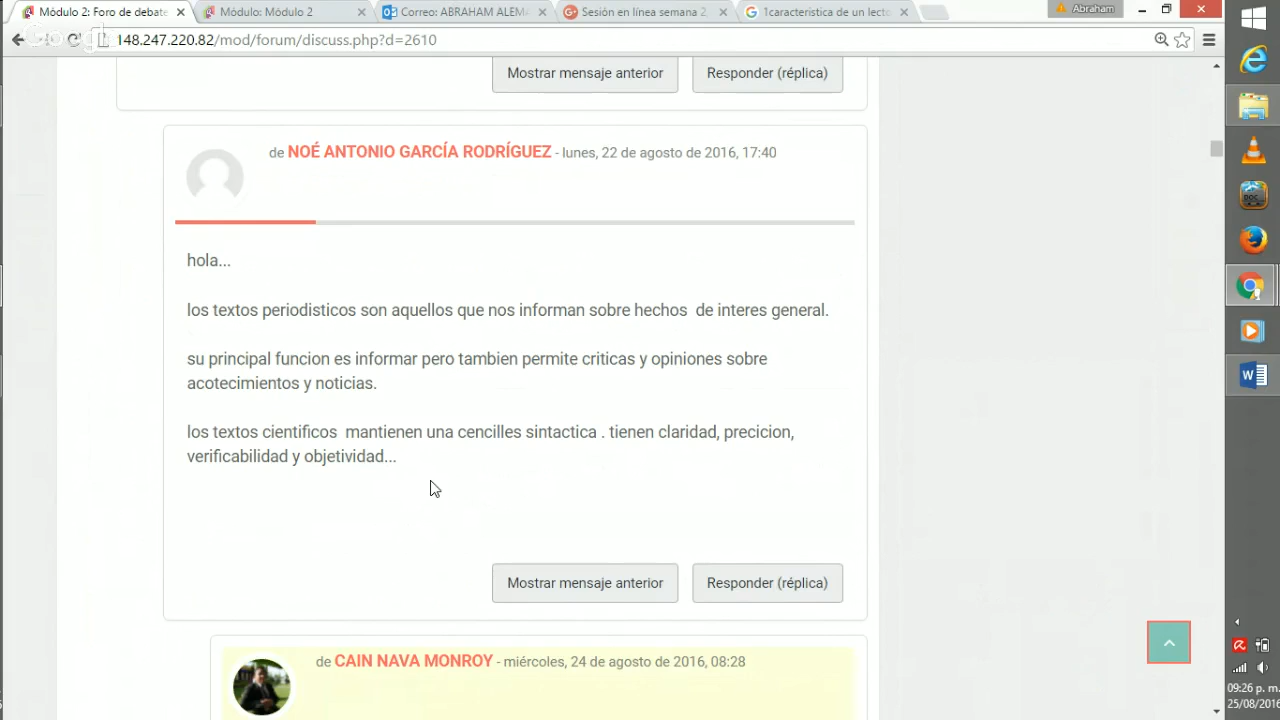 Módulo 2: Foro de debate
Módulo: Módulo 2
Correo: ABRAHAM ALEM
Sesión en línea semana 2
1característica de un lecto
Abraham
148.247.220.82/mod/forum/discuss.php?d=2610
Mostrar mensaje anterior
Responder (réplica)
de NOÉ ANTONIO GARCÍA RODRÍGUEZ - lunes, 22 de agosto de 2016, 17:40
hola...
los textos periodisticos son aquellos que nos informan sobre hechos de interes general.
su principal funcion es informar pero tambien permite criticas y opiniones sobre
acotecimientos y noticias.
los textos cientificos mantienen una cencilles sintactica . tienen claridad, precicion,
verificabilidad y objetividad...
Mostrar mensaje anterior
Responder (réplica)
de CAIN NAVA MONROY - miércoles, 24 de agosto de 2016, 08:28
09:26 p. m.
25/08/2016